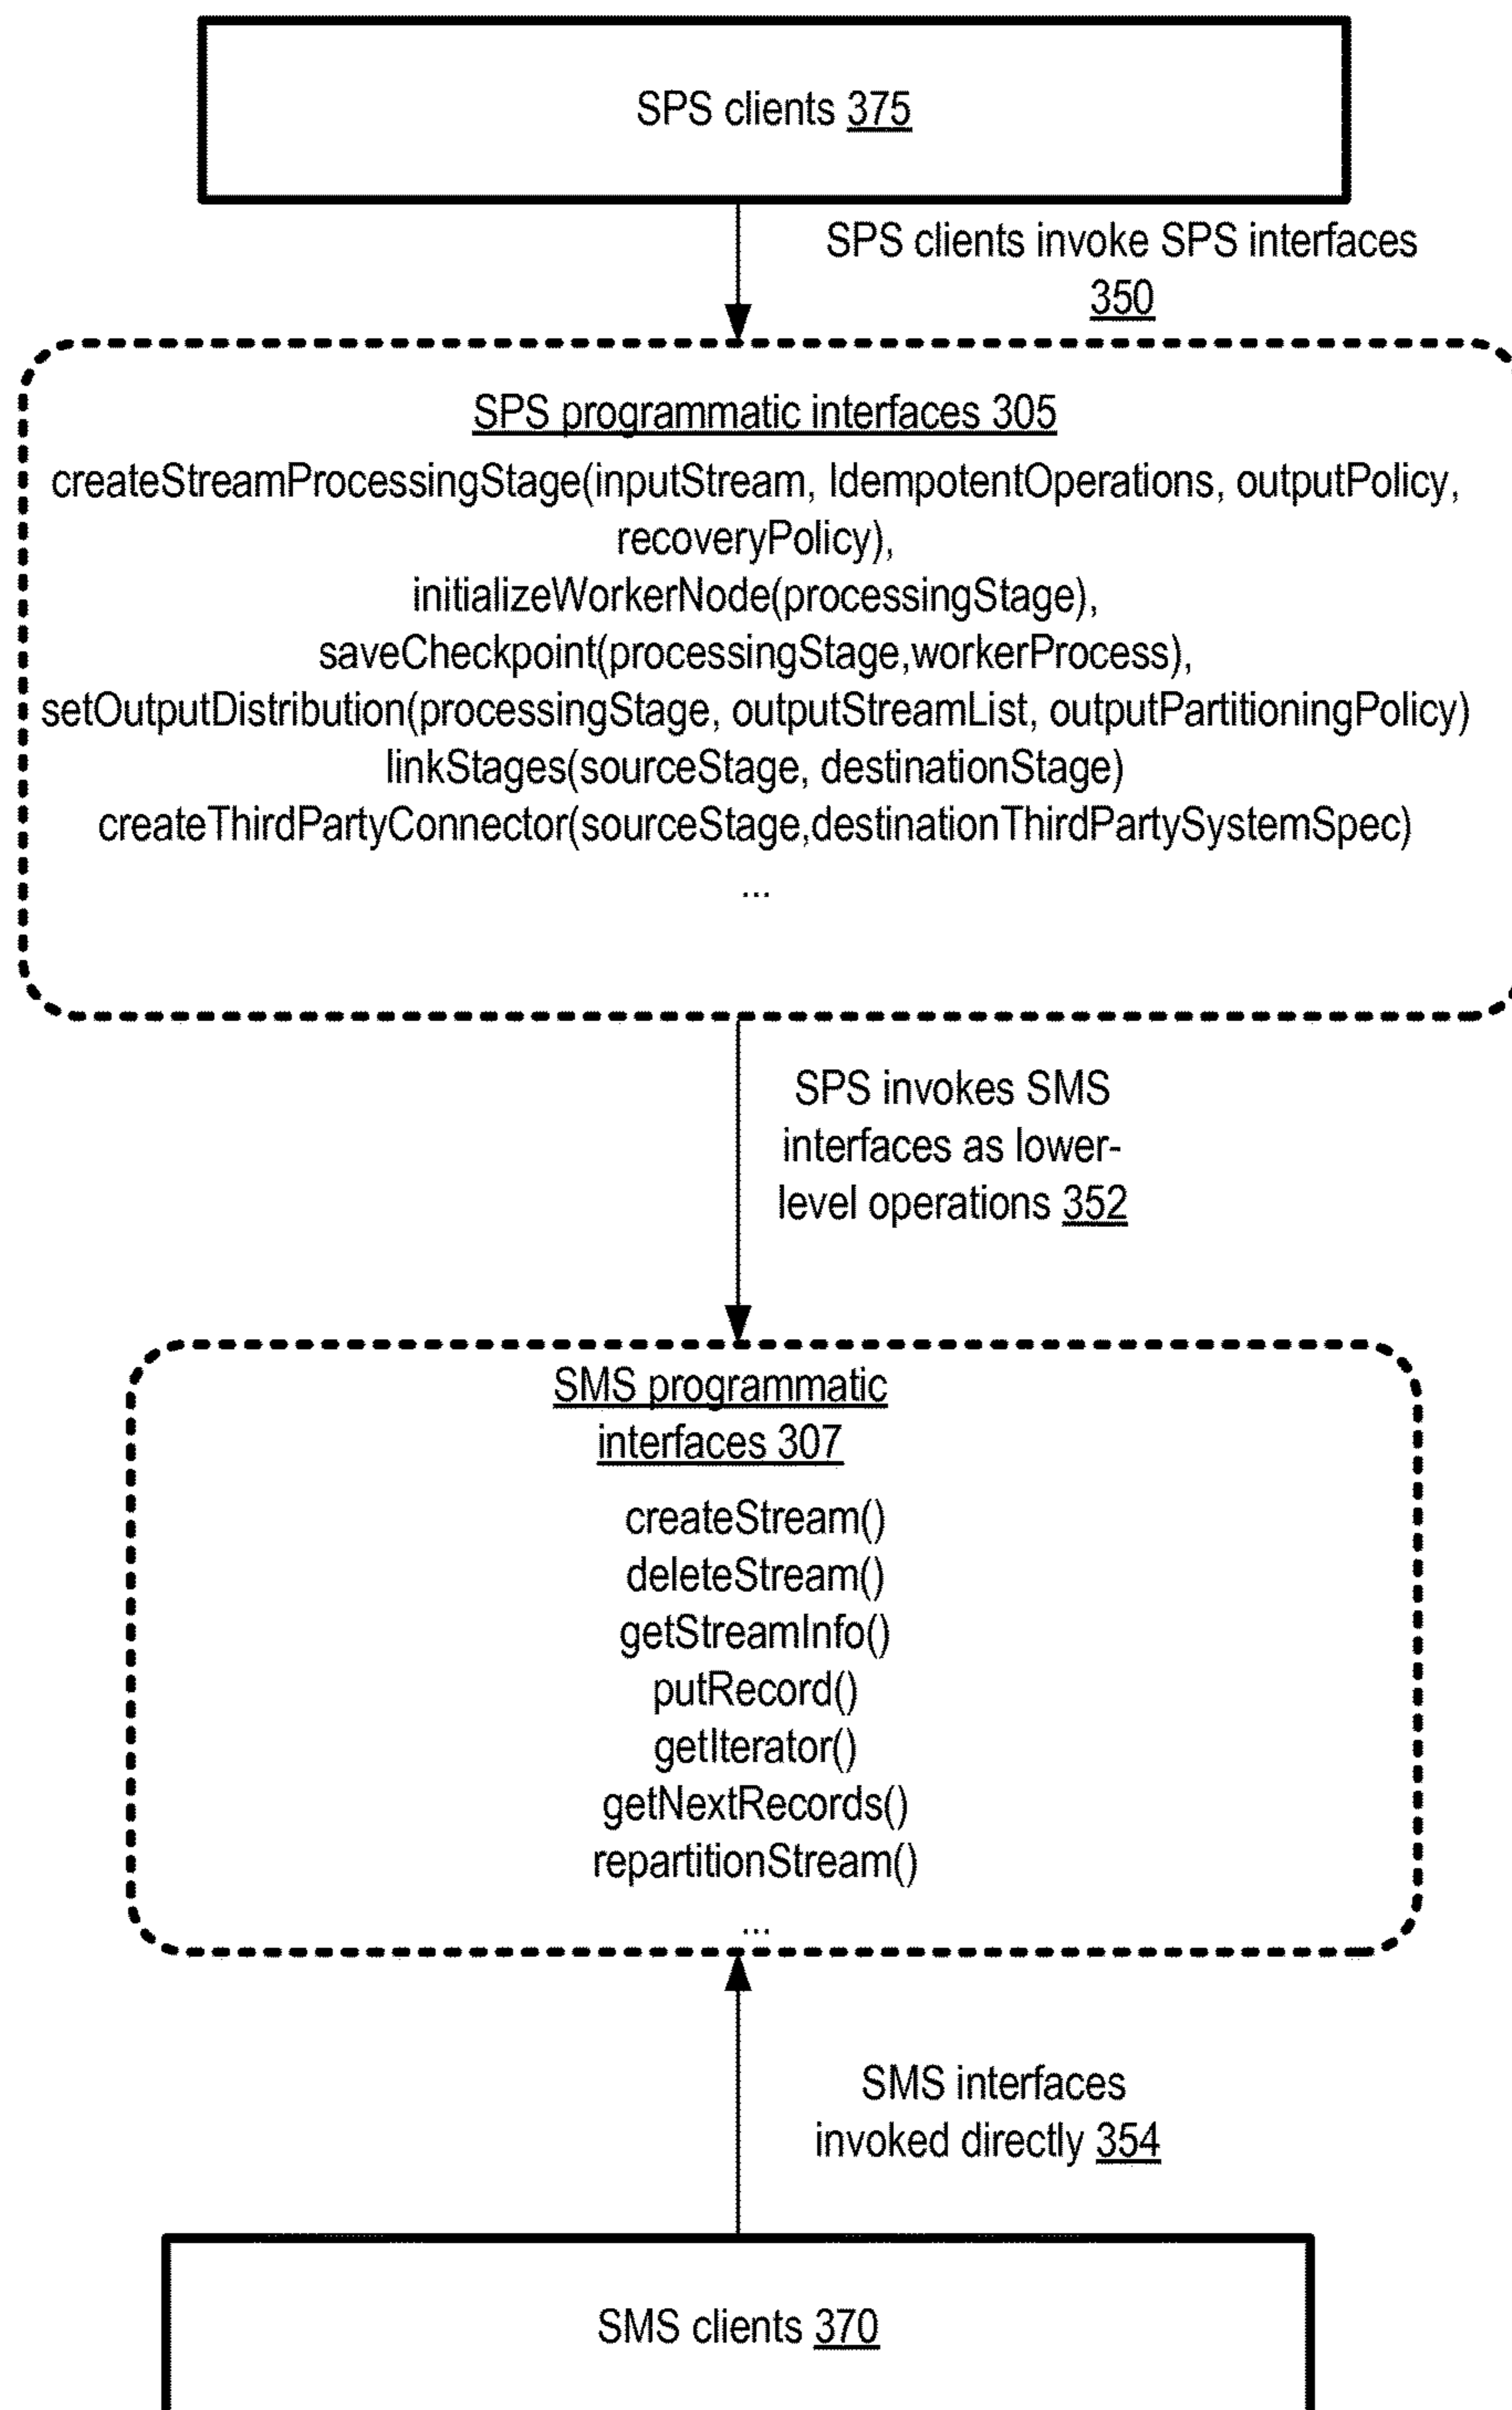 SPS clients 375
SPS clients invoke SPS interfaces
350
SPS programmatic interfaces 305
createStreamProcessingStage(inputStream, IdempotentOperations, outputPolicy,
recoveryPolicy),
initializeWorkerNode(processingStage),
saveCheckpoint(processingStage,workerProcess),
setOutputDistribution(processingStage, outputStreamList, outputPartitioningPolicy)
linkStages(sourceStage, destinationStage)
createThirdPartyConnector(sourceStage,destinationThirdPartySystemSpec)
...
SPS invokes SMS
interfaces as lower-
level operations 352
SMS programmatic
interfaces 307
createStream()
deleteStream()
getStreamInfo()
putRecord()
getIterator()
getNextRecords()
repartitionStream()
...
SMS interfaces
invoked directly 354
SMS clients 370